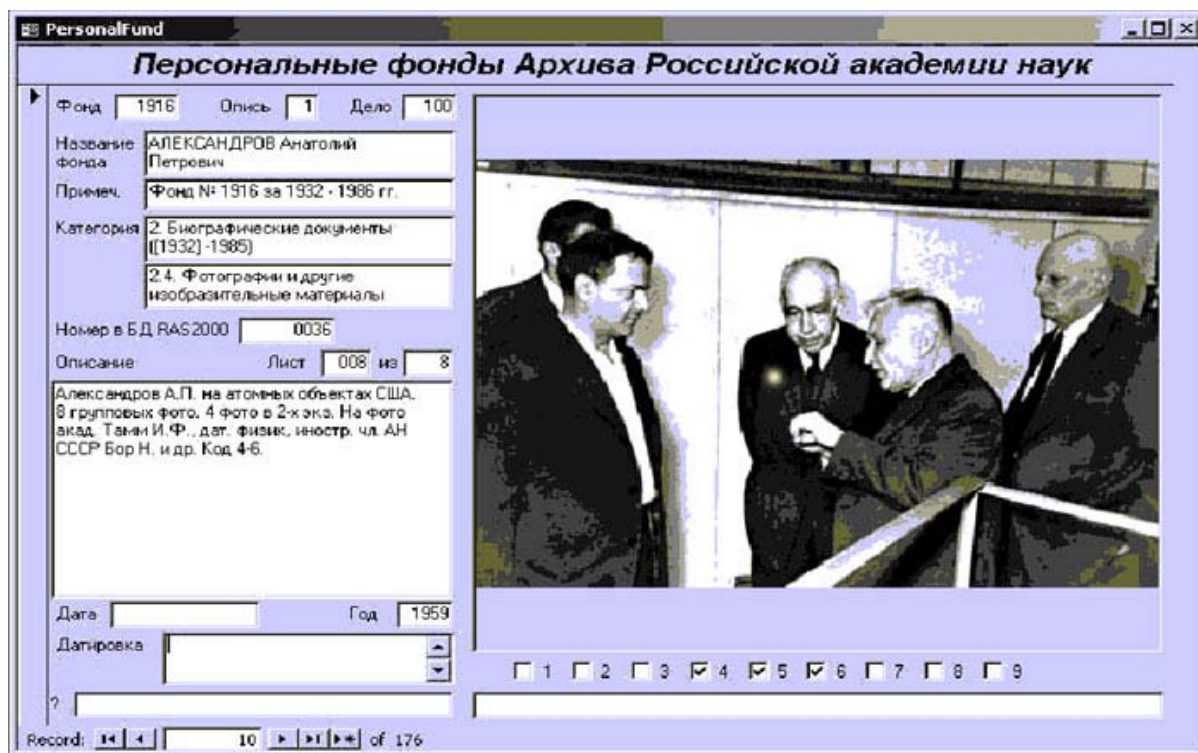 PersonalFund
Персональные фонды Архива Российской академии наук
Фонд 1916 Опись 1 Дело 100
Название фонда
АЛЕКСАНДРОВ Анатолий
Петрович
Примеч. Фонд № 1916 за 1932 - 1986 гг.
Категория 2. Биографические документы
([1932] -1985)
2.4. Фотографии и другие
изобразительные материалы
Номер в БД RAS2000 0036
Описание Лист 008 из 8
Александров А.П. на атомных объектах США.
8 групповых фото. 4 фото в 2-х экз. На фото
акад. Тамм И.Ф., дат. физик, иностр. чл. АН
СССР Бор Н. и др. Код 4-6.
Дата Год 1959
Датировка
1 2 3 4 5 6 7 8 9
?
Record: 10 of 176